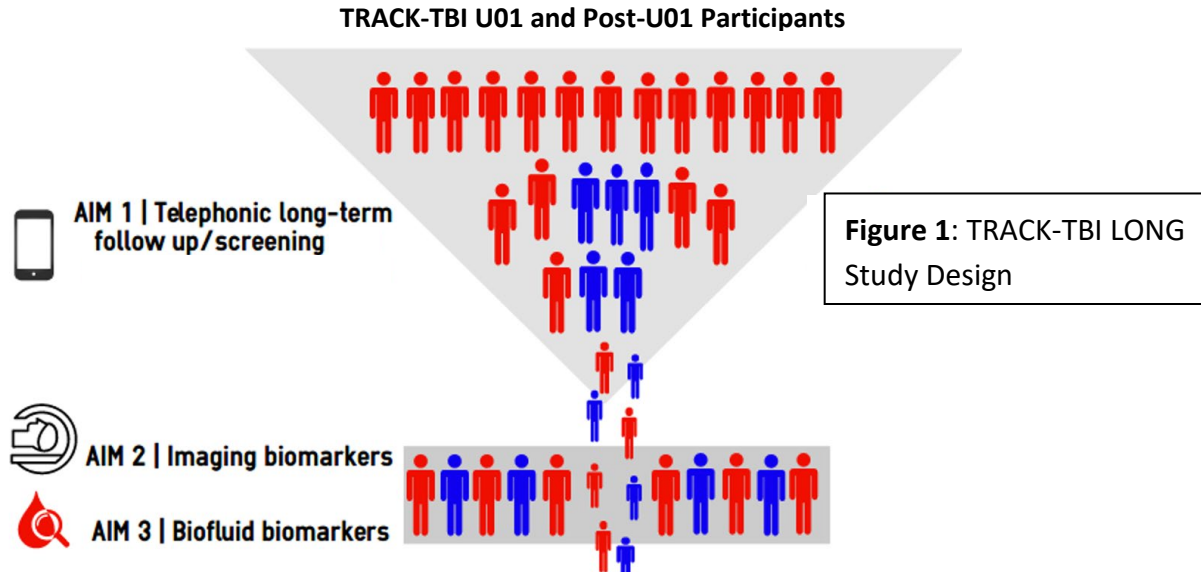 TRACK-TBI U01 and Post-U01 Participants
AIM 1 | Telephonic long-term
follow up/screening
Figure 1: TRACK-TBI LONG
Study Design
AIM 2 | Imaging biomarkers
AIM 3 | Biofluid biomarkers